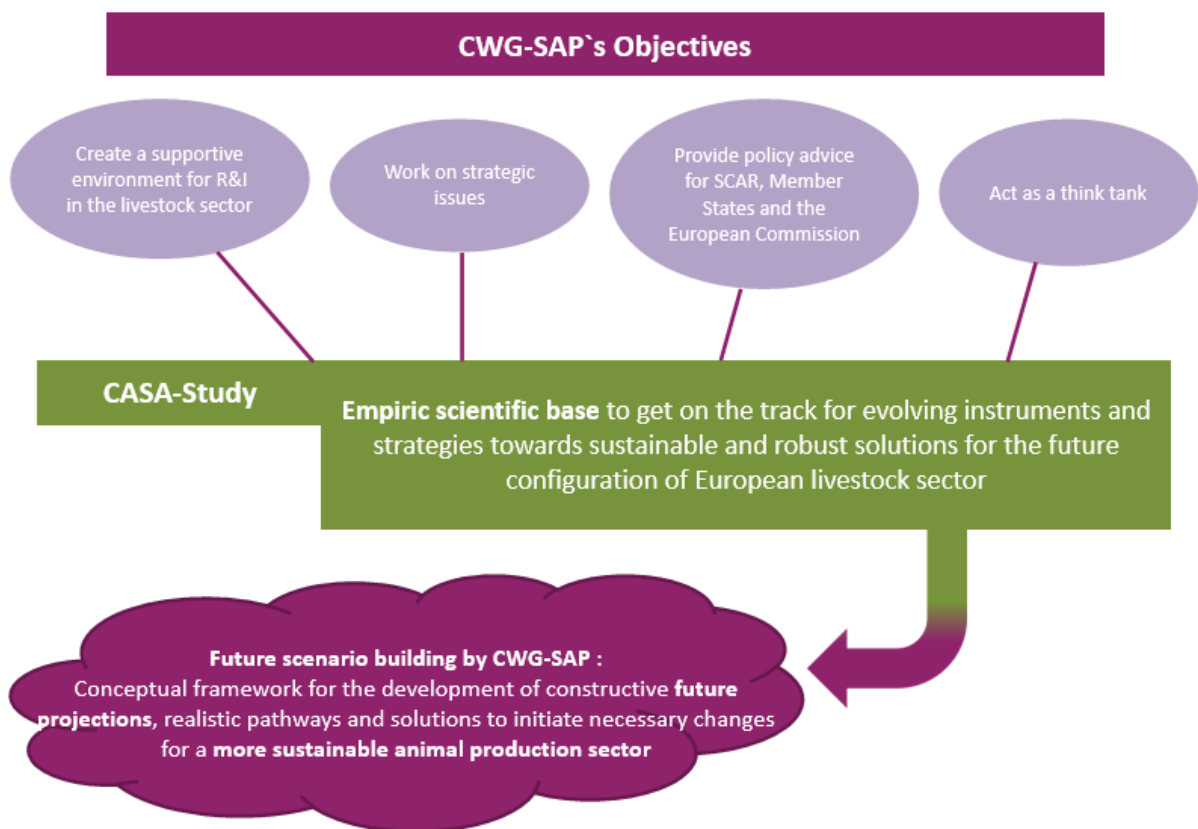 CWG-SAP`s Objectives
Create a supportive
environment for R&I
in the livestock sector
Work on strategic
issues
Provide policy advice
for SCAR, Member
States and the
European Commission
Act as a think tank
CASA-Study
Empiric scientific base to get on the track for evolving instruments and
strategies towards sustainable and robust solutions for the future
configuration of European livestock sector
Future scenario building by CWG-SAP :
Conceptual framework for the development of constructive future
projections, realistic pathways and solutions to initiate necessary changes
for a more sustainable animal production sector